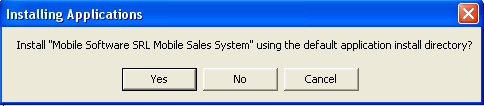 Installing Applications
Install "Mobile Software SRL Mobile Sales System" using the default application install directory?
Yes No Cancel